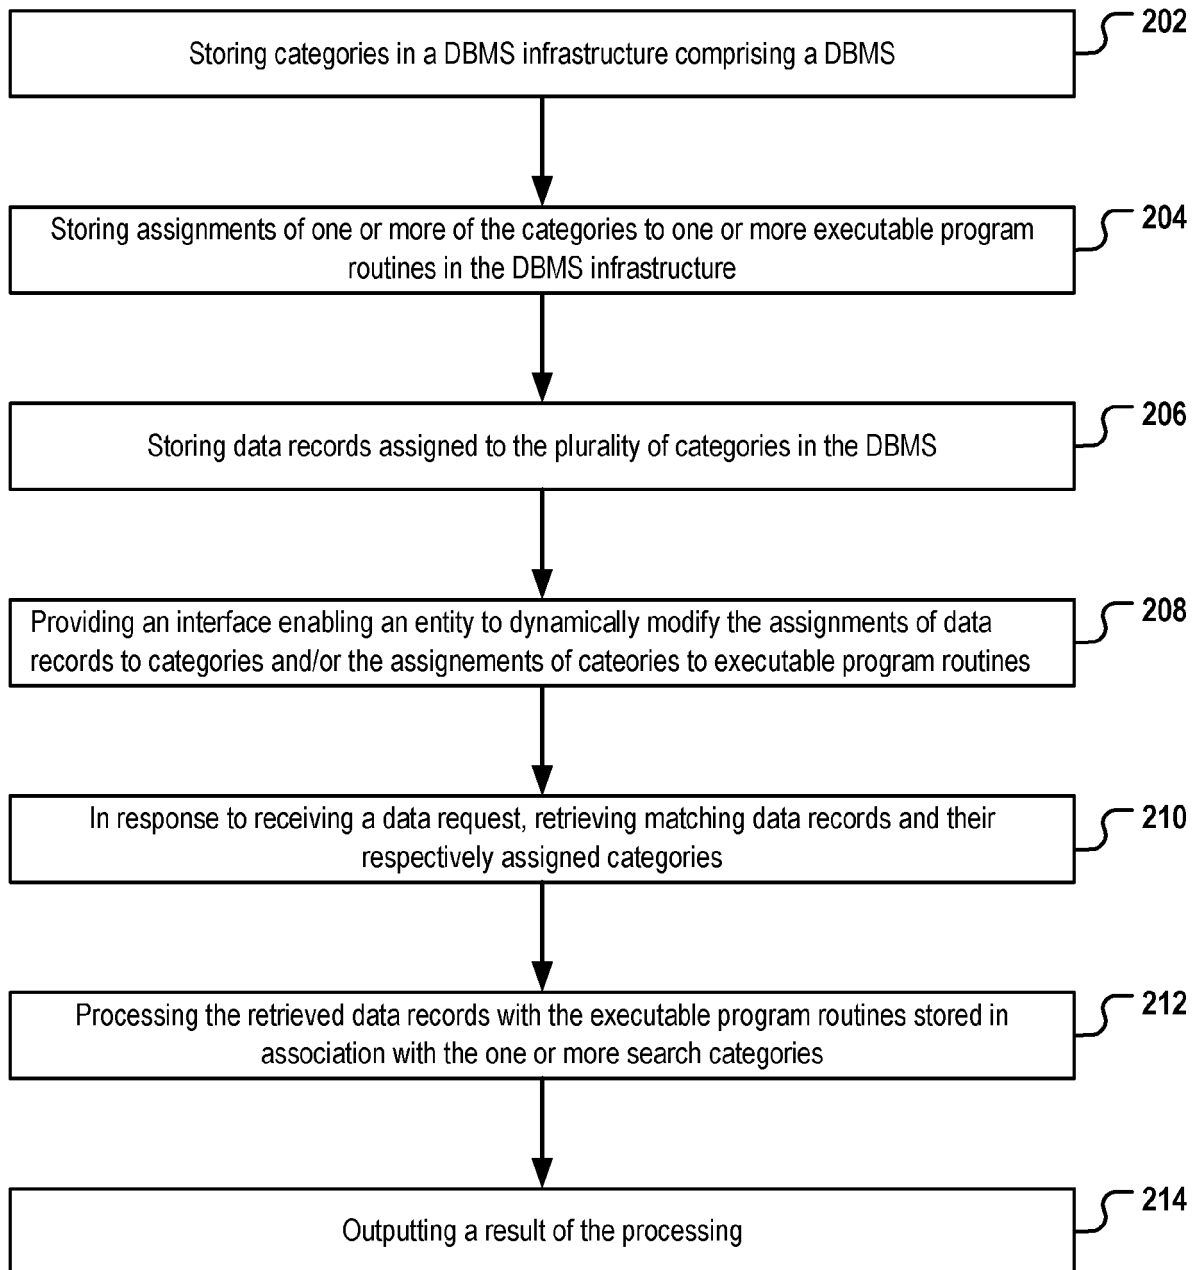 202
Storing categories in a DBMS infrastructure comprising a DBMS
204
Storing assignments of one or more of the categories to one or more executable program
routines in the DBMS infrastructure
206
Storing data records assigned to the plurality of categories in the DBMS
208
Providing an interface enabling an entity to dynamically modify the assignments of data
records to categories and/or the assignements of cateories to executable program routines
210
In response to receiving a data request, retrieving matching data records and their
respectively assigned categories
212
Processing the retrieved data records with the executable program routines stored in
association with the one or more search categories
214
Outputting a result of the processing